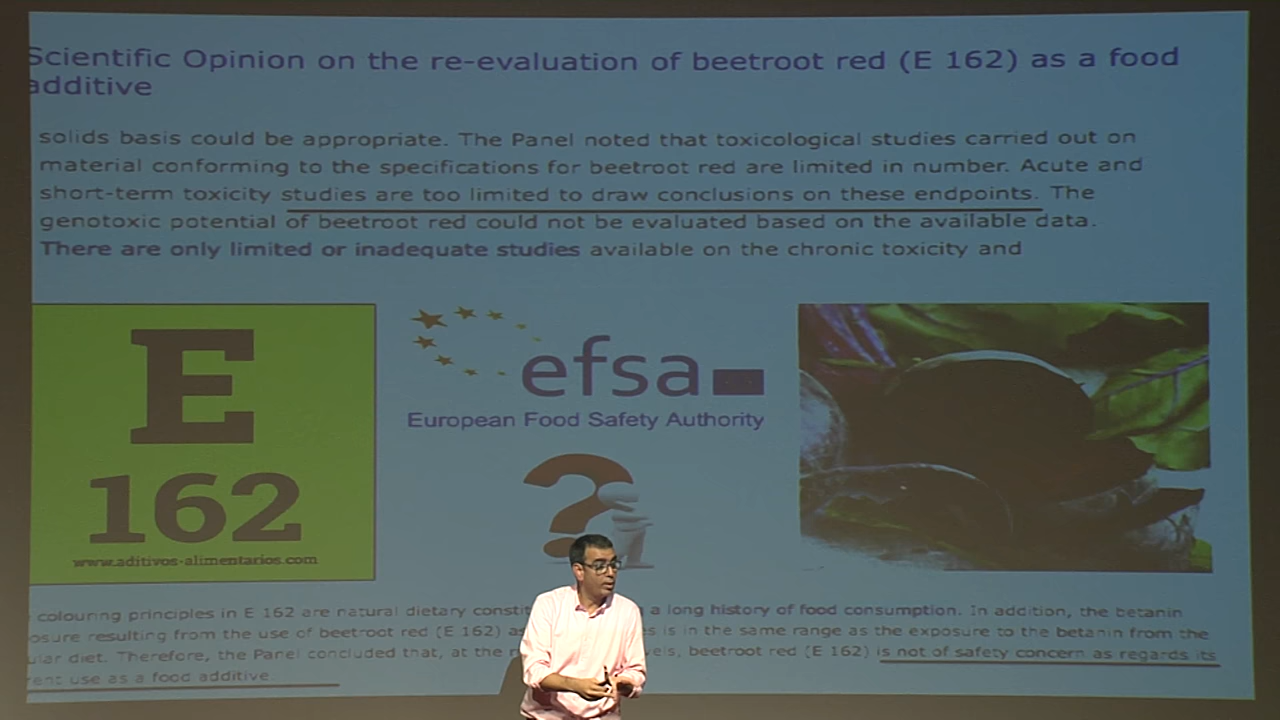 Scientific Opinion on the re-evaluation of beetroot red (E 162) as a food
additive
solids basis could be appropriate. The Panel noted that toxicological studies carried out on
material conforming to the specifications for beetroot red are limited in number. Acute and
short-term toxicity studies are too limited to draw conclusions on these endpoints. The
genotoxic potential of beetroot red could not be evaluated based on the available data.
There are only limited or inadequate studies available on the chronic toxicity and
E
162
www.aditivos-alimentarios.com
efsa
European Food Safety Authority
?
colouring principles in E 162 are natural dietary a long history of food consumption. In addition, the betanin
resulting from the use of beetroot red (E 162) is in the same range as the exposure to the betanin from the
diet. Therefore, the Panel concluded that, at the beetroot red (E 162) is not of safety concern as regards its
use as a food additive.